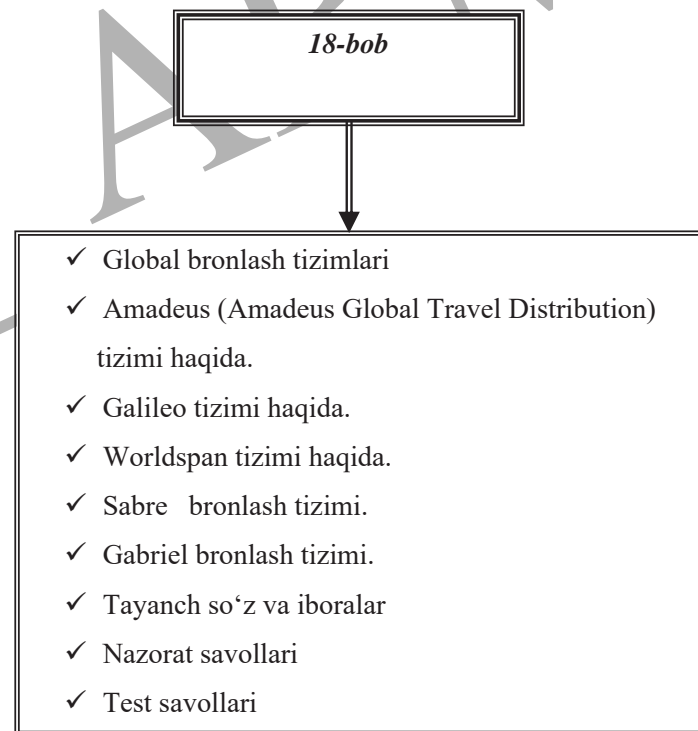 18-bob
✓ Global bronlash tizimlari
✓ Amadeus (Amadeus Global Travel Distribution)
tizimi haqida.
✓ Galileo tizimi haqida.
✓ Worldspan tizimi haqida.
✓ Sabre bronlash tizimi.
✓ Gabriel bronlash tizimi.
✓ Tayanch so‘z va iboralar
✓ Nazorat savollari
✓ Test savollari